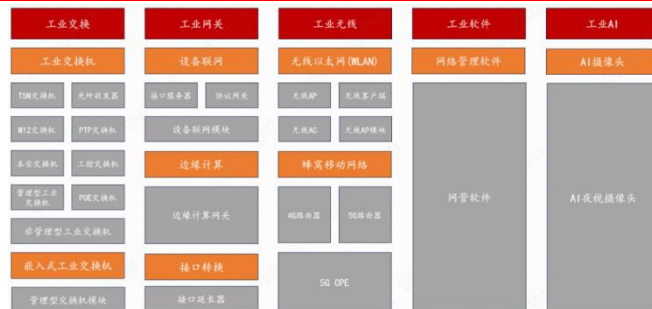 工业交换
工业网关
工业无线
工业软件
工业AI
工业交换机
设备联网
无线以太网(WLAN)
网络管理软件
AI摄像头
TSN交换机
光纤收发器
接口服务器
协议网关
无线AP
无线客户端
M12交换机
PTP交换机
设备联网模块
无线AC
无线AP模块
本安交换机
工控交换机
边缘计算
蜂窝移动网络
管理型工业
交换机
POE交换机
边缘计算网关
4G路由器
5G路由器
网管软件
AI夜视摄像头
非管理型工业交换机
嵌入式工业交换机
接口转换
5G CPE
管理型交换机模块
接口延长器